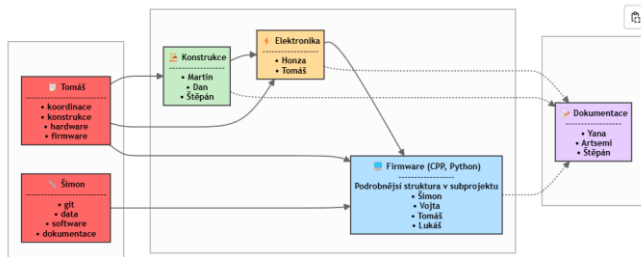 Tomáš
--------------------
• koordinace
• konstrukce
• hardware
• firmware
Šimon
--------------------
• git
• data
• software
• dokumentace
Konstrukce
--------------------
• Martin
• Dan
• Štěpán
Elektronika
--------------------
• Honza
• Tomáš
Firmware (CPP, Python)
--------------------
Podrobnějsí struktura v subprojektu
• Šimon
• Vojta
• Tomáš
• Lukáš
Dokumentace
--------------------
• Yana
• Artsemi
• Štěpán